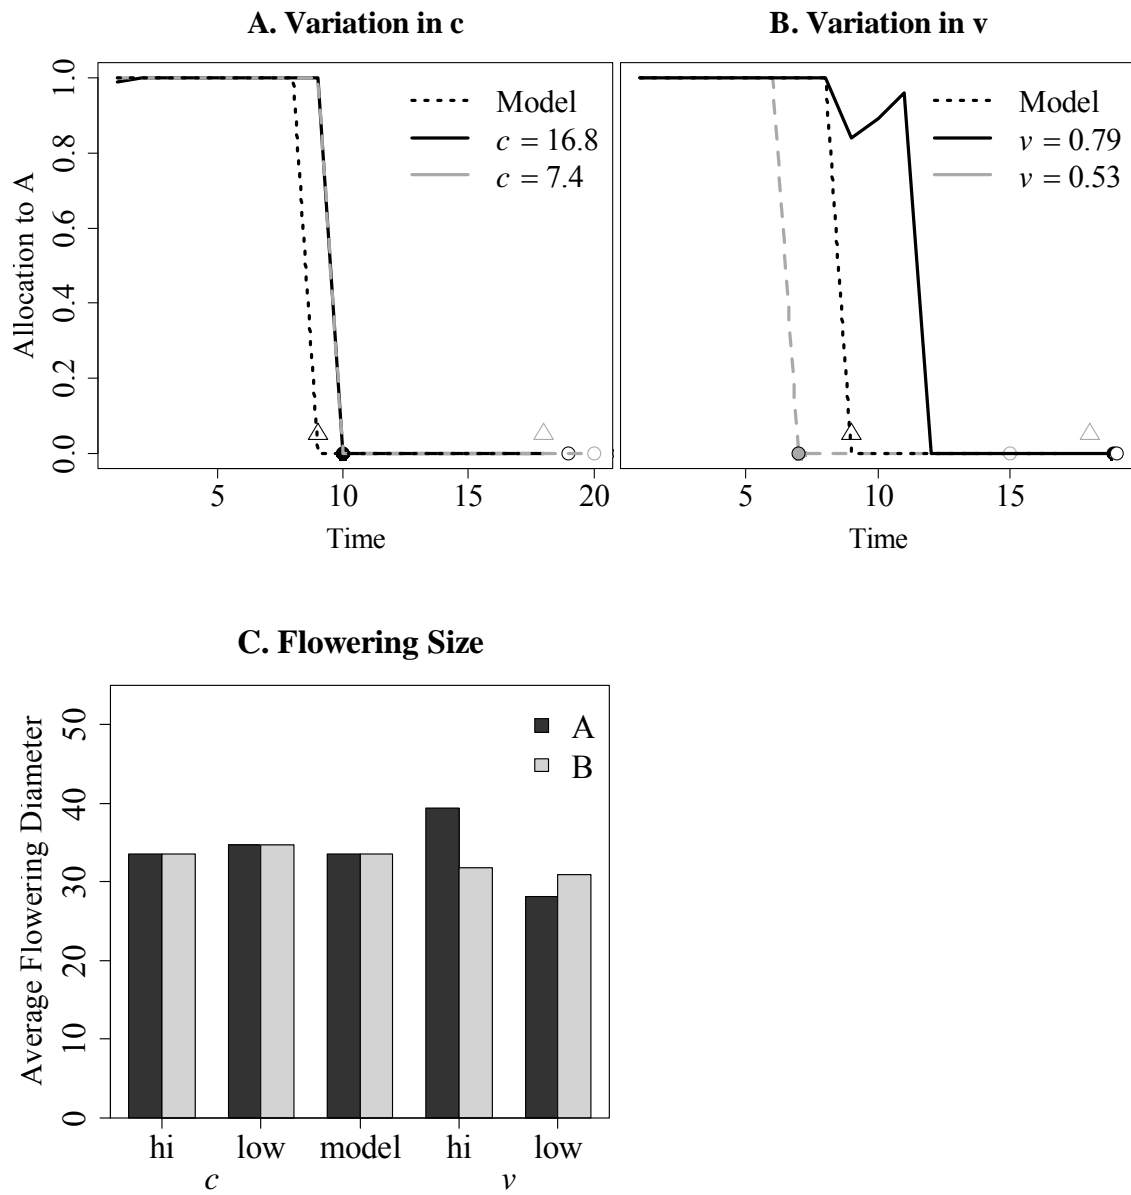 A. Variation in c
B. Variation in v
Allocation to A
0.0 0.2 0.4 0.6 0.8 1.0
Model
c = 16.8
c = 7.4
5 10 15 20
Time
Model
v = 0.79
v = 0.53
5 10 15
Time
C. Flowering Size
Average Flowering Diameter
0 10 20 30 40 50
A
B
hi low model hi low
c v